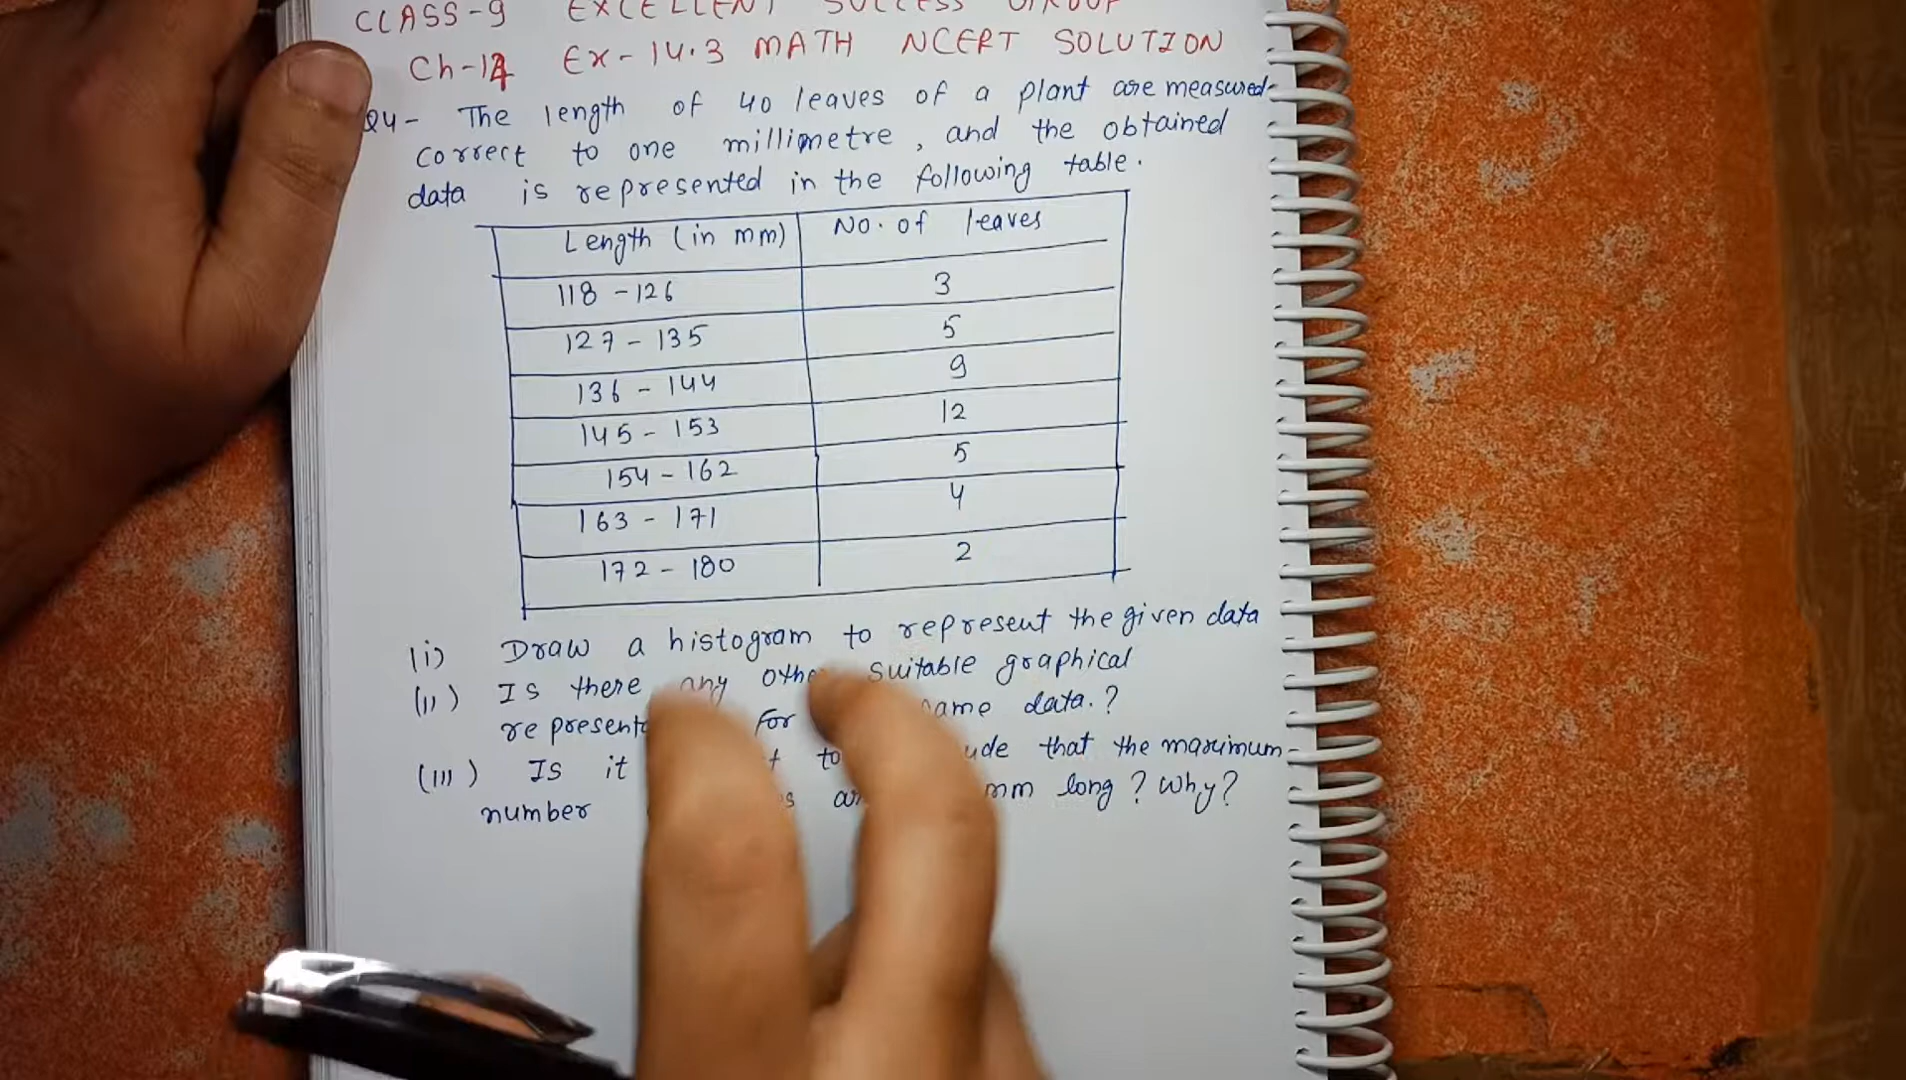 CLASS-9 EXCELLENT SUCCESS GROUP
Ch-14 Ex-14.3 MATH NCERT SOLUTION
Q4- The length of 40 leaves of a plant are measured
correct to one millimetre, and the obtained
data is represented in the following table.
Length (in mm) No. of leaves
118-126 3
127-135 5
136-144 9
145-153 12
154-162 5
163-171 4
172-180 2
(i) Draw a histogram to represent the given data
(ii) Is there any suitable graphical
for data.?
(iii) Is it that the maximum
number mm long? Why?